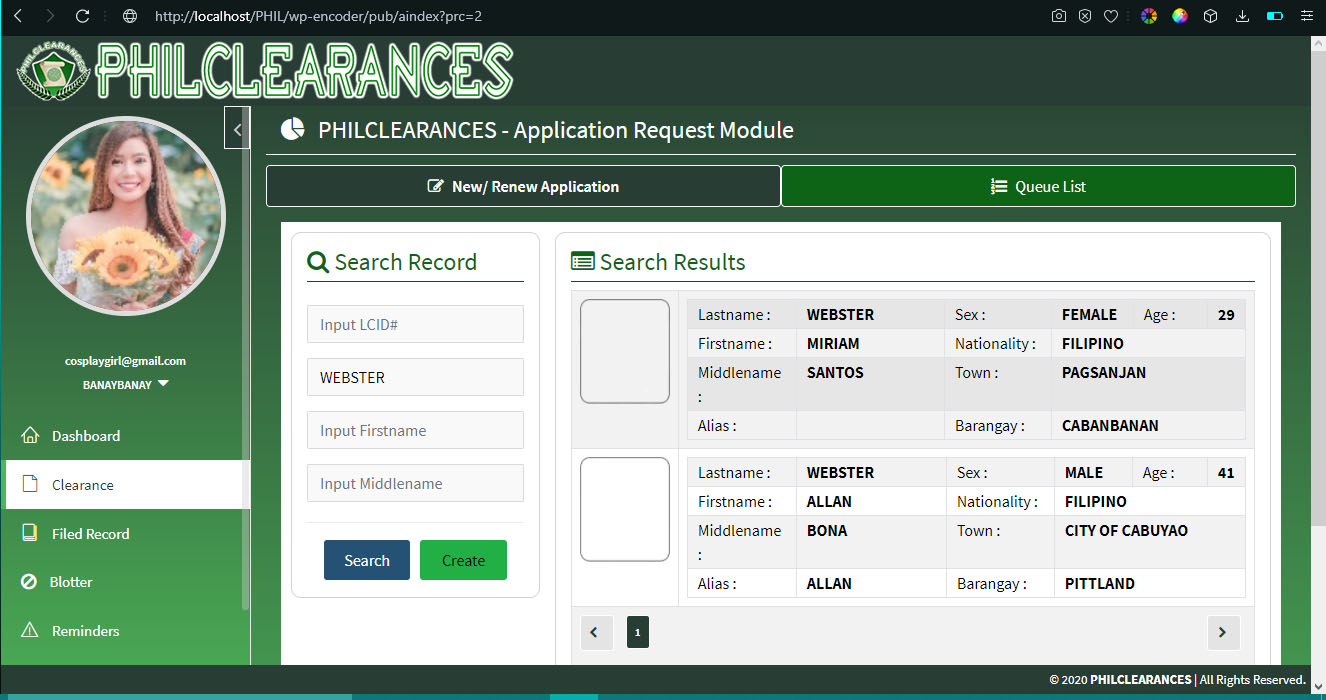 http://localhost/PHIL/wp-encoder/pub/aindex?prc=2
PHILCLEARANCES
PHILCLEARANCES
cosplaygirl@gmail.com
BANAYBANAY
Dashboard
Clearance
Filed Record
Blotter
Reminders
PHILCLEARANCES - Application Request Module
New/ Renew Application
Queue List
Search Record
Input LCID#
WEBSTER
Input Firstname
Input Middlename
Search Create
Search Results
Lastname : WEBSTER Sex : FEMALE Age : 29
Firstname : MIRIAM Nationality : FILIPINO
Middlename SANTOS Town : PAGSANJAN
:
Alias : Barangay : CABANBANAN
Lastname : WEBSTER Sex : MALE Age : 41
Firstname : ALLAN Nationality : FILIPINO
Middlename BONA Town : CITY OF CABUYAO
:
Alias : ALLAN Barangay : PITTLAND
1
© 2020 PHILCLEARANCES | All Rights Reserved.